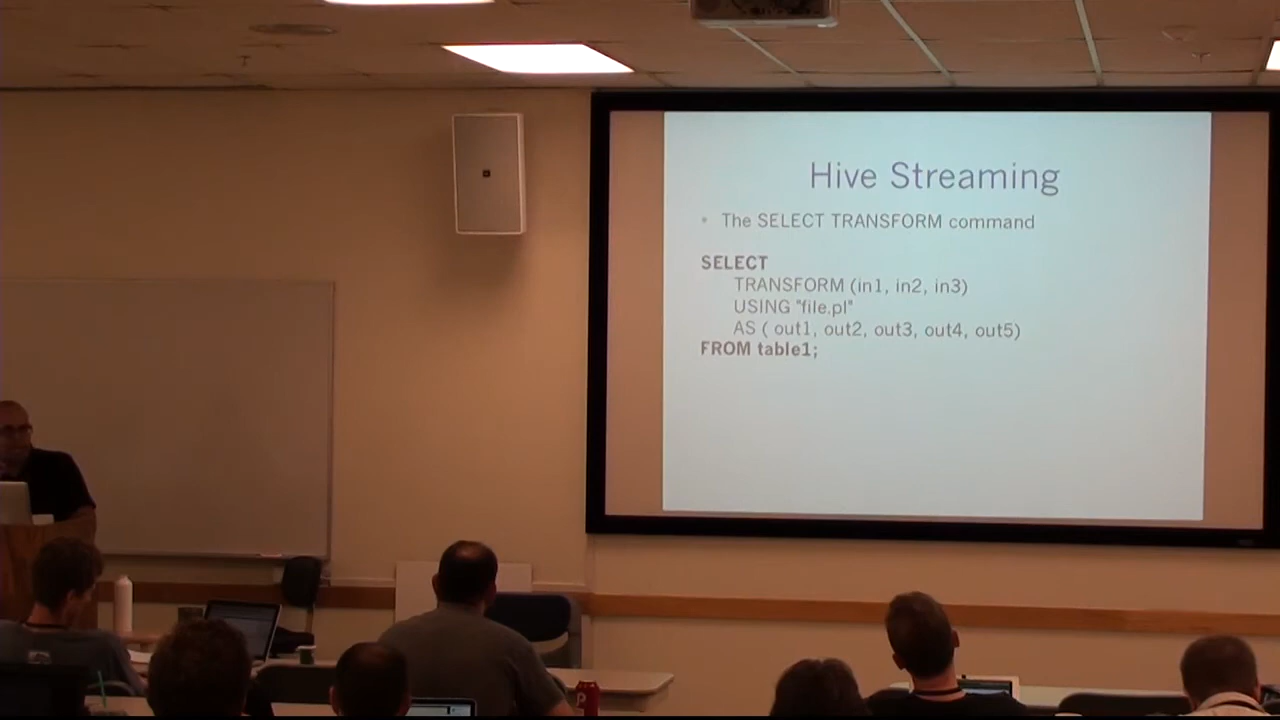 Hive Streaming
• The SELECT TRANSFORM command
SELECT
TRANSFORM (in1, in2, in3)
USING "file.pl"
AS ( out1, out2, out3, out4, out5)
FROM table1;